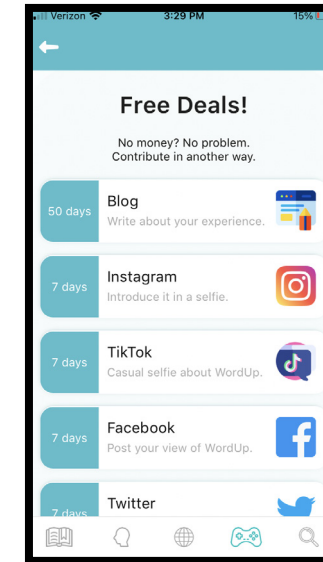 Verizon 3:29 PM 15%
Free Deals!
No money? No problem.
Contribute in another way.
50 days
Blog
Write about your experience.
7 days
Instagram
Introduce it in a selfie.
7 days
TikTok
Casual selfie about WordUp.
7 days
Facebook
Post your view of WordUp.
7 days
Twitter